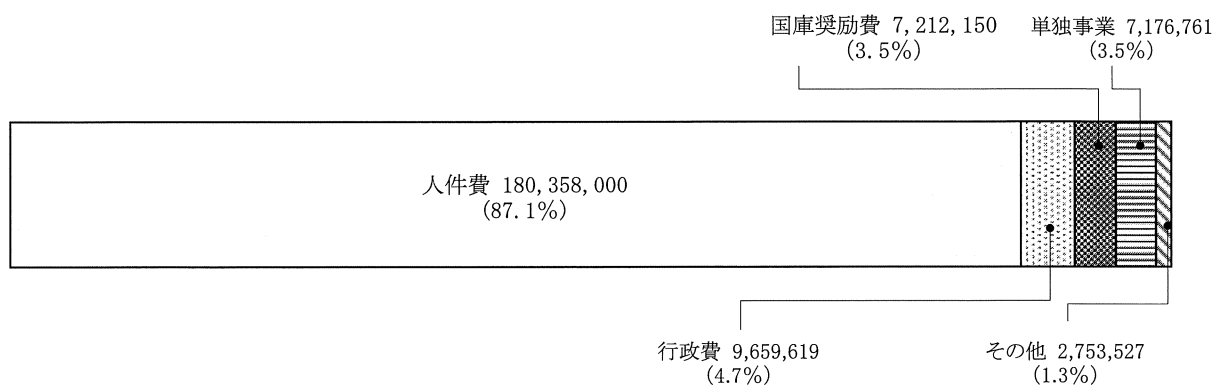 国庫奨励費 7,212,150
(3.5%)
単独事業 7,176,761
(3.5%)
人件費 180,358,000
(87.1%)
行政費 9,659,619
(4.7%)
その他 2,753,527
(1.3%)